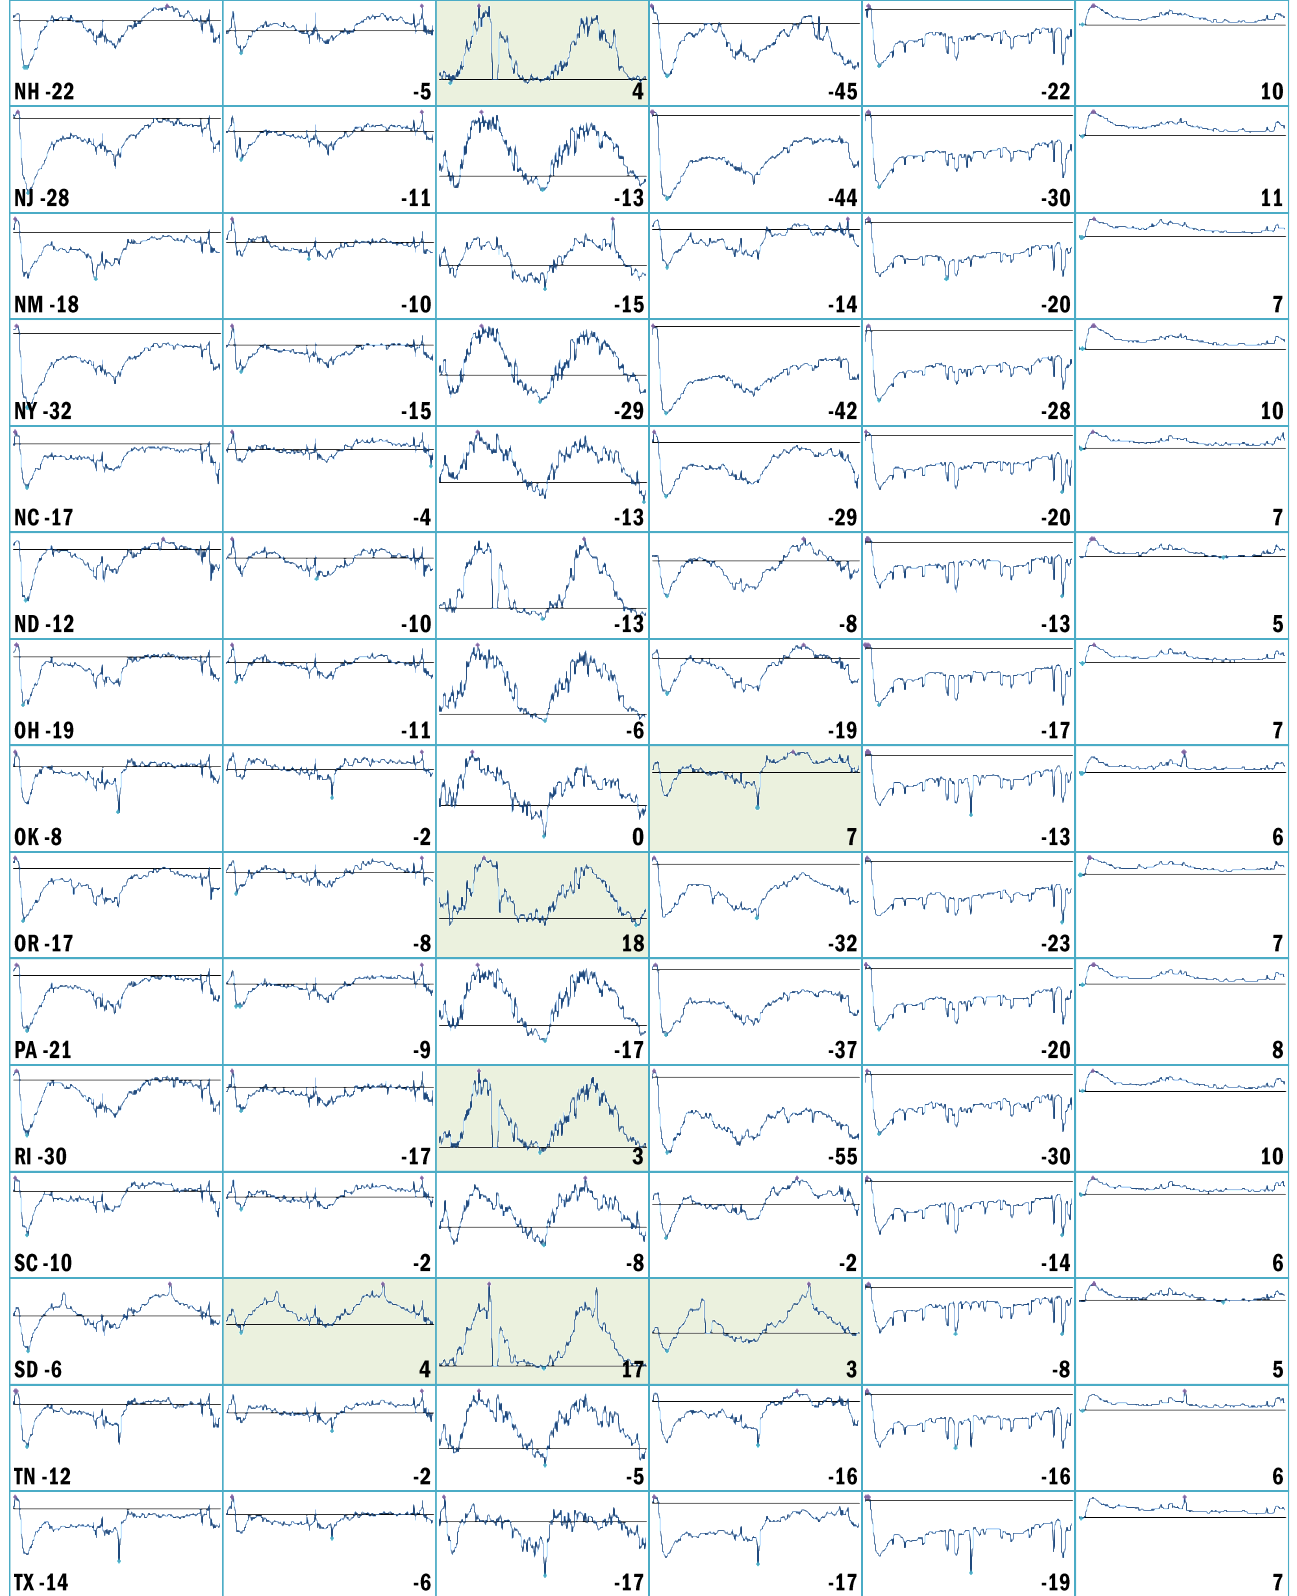 NH -22 -5 4 -45 -22 10
NJ -28 -11 -13 -44 -30 11
NM -18 -10 -15 -14 -20 7
NY -32 -15 -29 -42 -28 10
NC -17 -4 -13 -29 -20 7
ND -12 -10 -13 -8 -13 5
OH -19 -11 -6 -19 -17 7
OK -8 -2 0 7 -13 6
OR -17 -8 18 -32 -23 7
PA -21 -9 -17 -37 -20 8
RI -30 -17 3 -55 -30 10
SC -10 -2 -8 -2 -14 6
SD -6 4 17 3 -8 5
TN -12 -2 -5 -16 -16 6
TX -14 -6 -17 -17 -19 7